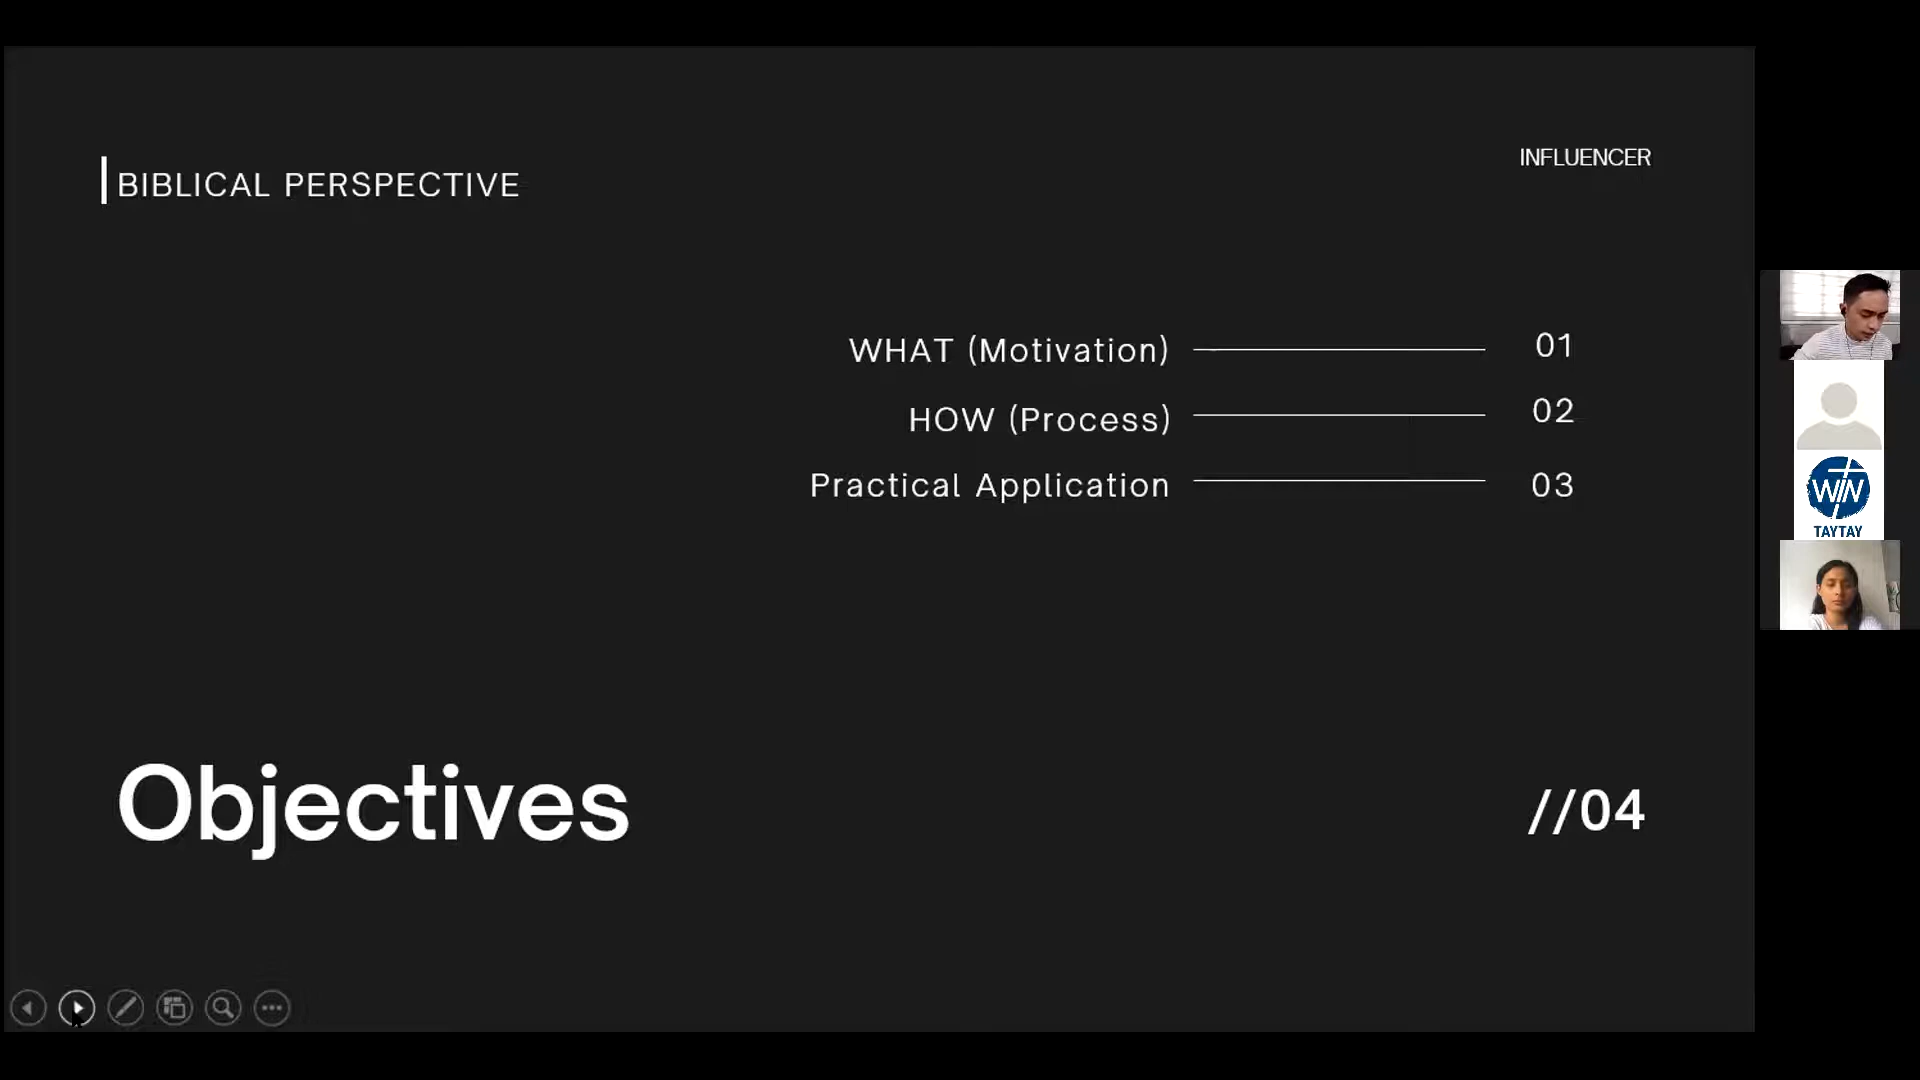 BIBLICAL PERSPECTIVE
INFLUENCER
WHAT (Motivation) 01
HOW (Process) 02
Practical Application 03
Objectives
//04
WIN
TAYTAY